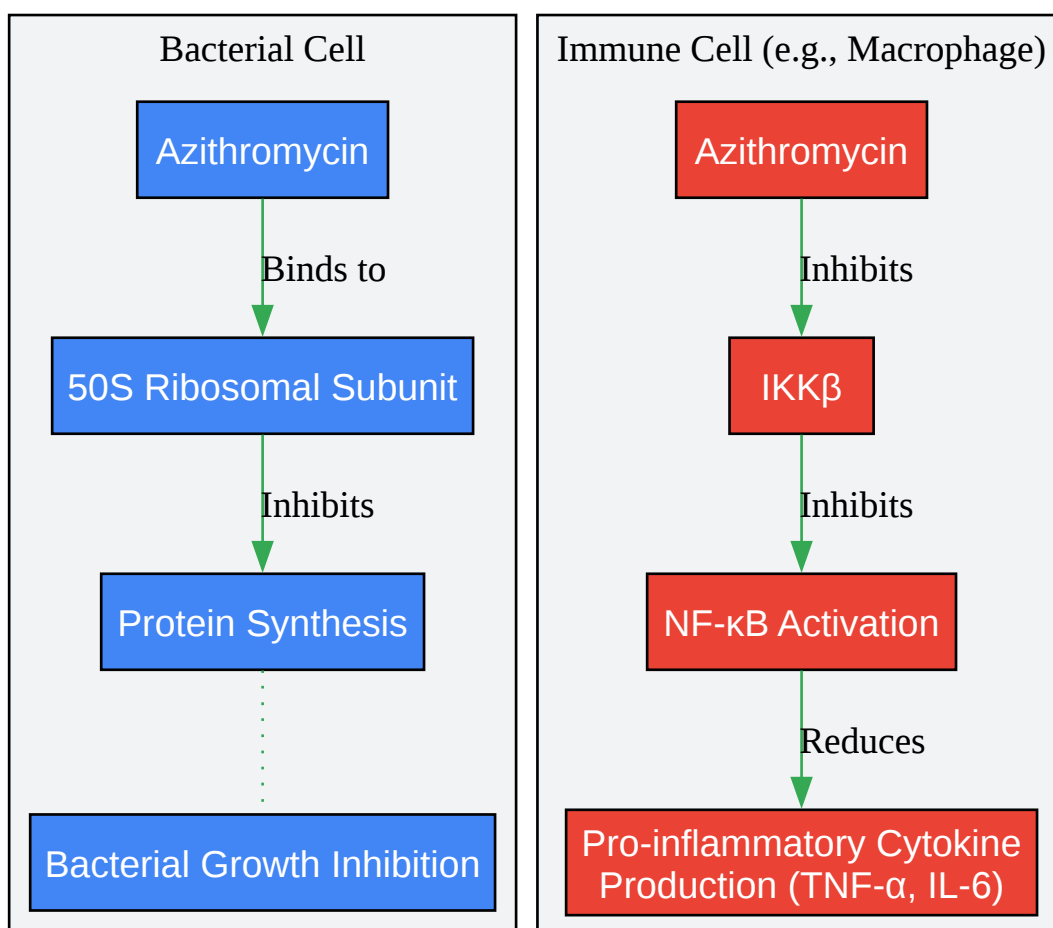 Bacterial Cell
Azithromycin
Binds to
50S Ribosomal Subunit
Inhibits
Protein Synthesis
Bacterial Growth Inhibition
Immune Cell (e.g., Macrophage)
Azithromycin
Inhibits
IKKβ
Inhibits
NF-κB Activation
Reduces
Pro-inflammatory Cytokine
Production (TNF-α, IL-6)